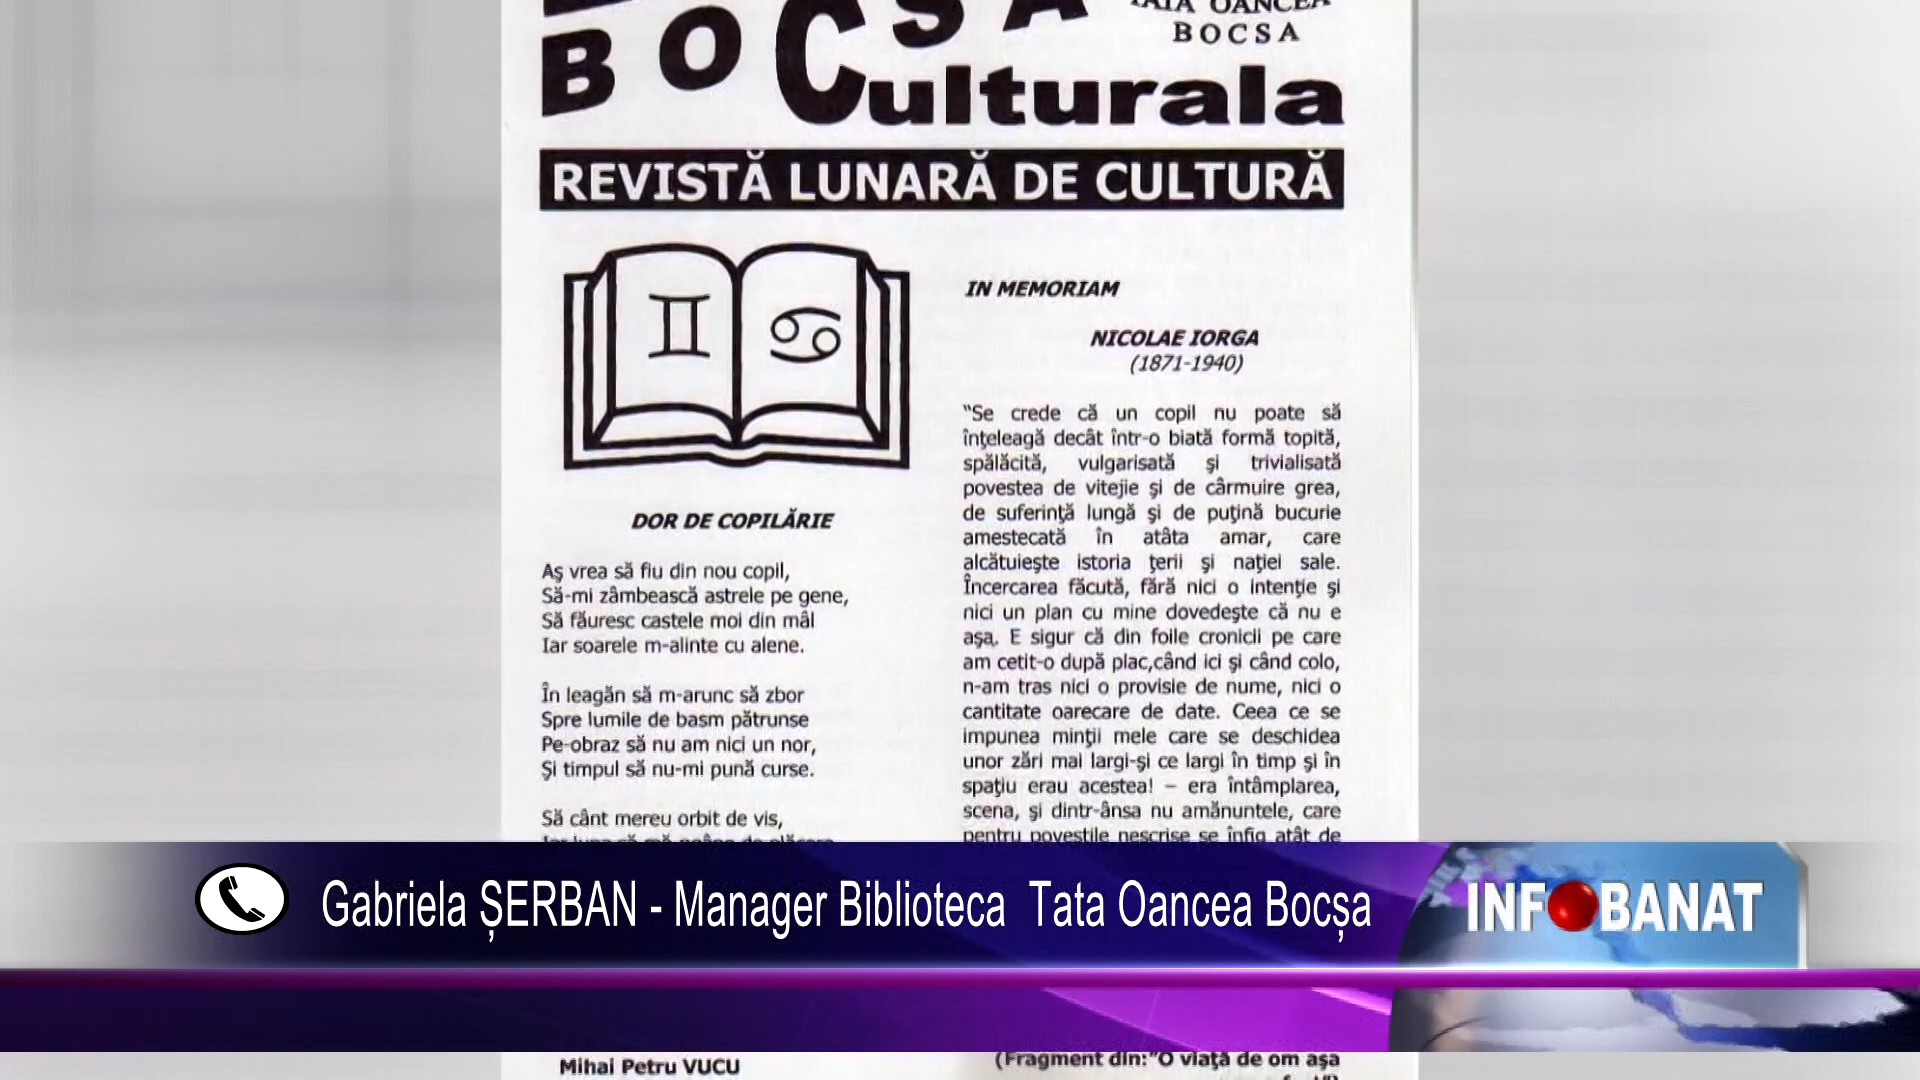 TATA OANCEA
BOCSA
BOCSA
Culturala
REVISTĂ LUNARĂ DE CULTURĂ
DOR DE COPILĂRIE
Aş vrea să fiu din nou copil,
Să-mi zâmbească astrele pe gene,
Să făuresc castele moi din mâl
Iar soarele m-alinte cu alene.
În leagăn să m-arunc să zbor
Spre lumile de basm pătrunse
Pe-obraz să nu am nici un nor,
Şi timpul să nu-mi pună curse.
Să cânt mereu orbit de vis,
Mihai Petru VUCU
IN MEMORIAM
NICOLAE IORGA
(1871-1940)
“Se crede că un copil nu poate să
înţeleagă decât într-o biată formă topită,
spălăcită, vulgarisată şi trivialisată
povestea de vitejie şi de cârmuire grea,
de suferinţă lungă şi de puţină bucurie
amestecată în atâta amar, care
alcătuieşte istoria ţerii şi naţiei sale.
Încercarea făcută, fără nici o intenţie şi
nici un plan cu mine dovedeşte că nu e
aşa. E sigur că din foile cronicii pe care
am cetit-o după plac,când ici şi când colo,
n-am tras nici o provisie de nume, nici o
cantitate oarecare de date. Ceea ce se
impunea minţii mele care se deschidea
unor zări mai largi-şi ce largi în timp şi în
spaţiu erau acestea! – era întâmplarea,
scena, şi dintr-ânsa nu amănuntele, care
pentru povestile nescrise se înfig atât de
(Fragment din:”O viaţă de om aşa
Gabriela ȘERBAN - Manager Biblioteca Tata Oancea Bocșa
INFOBANAT